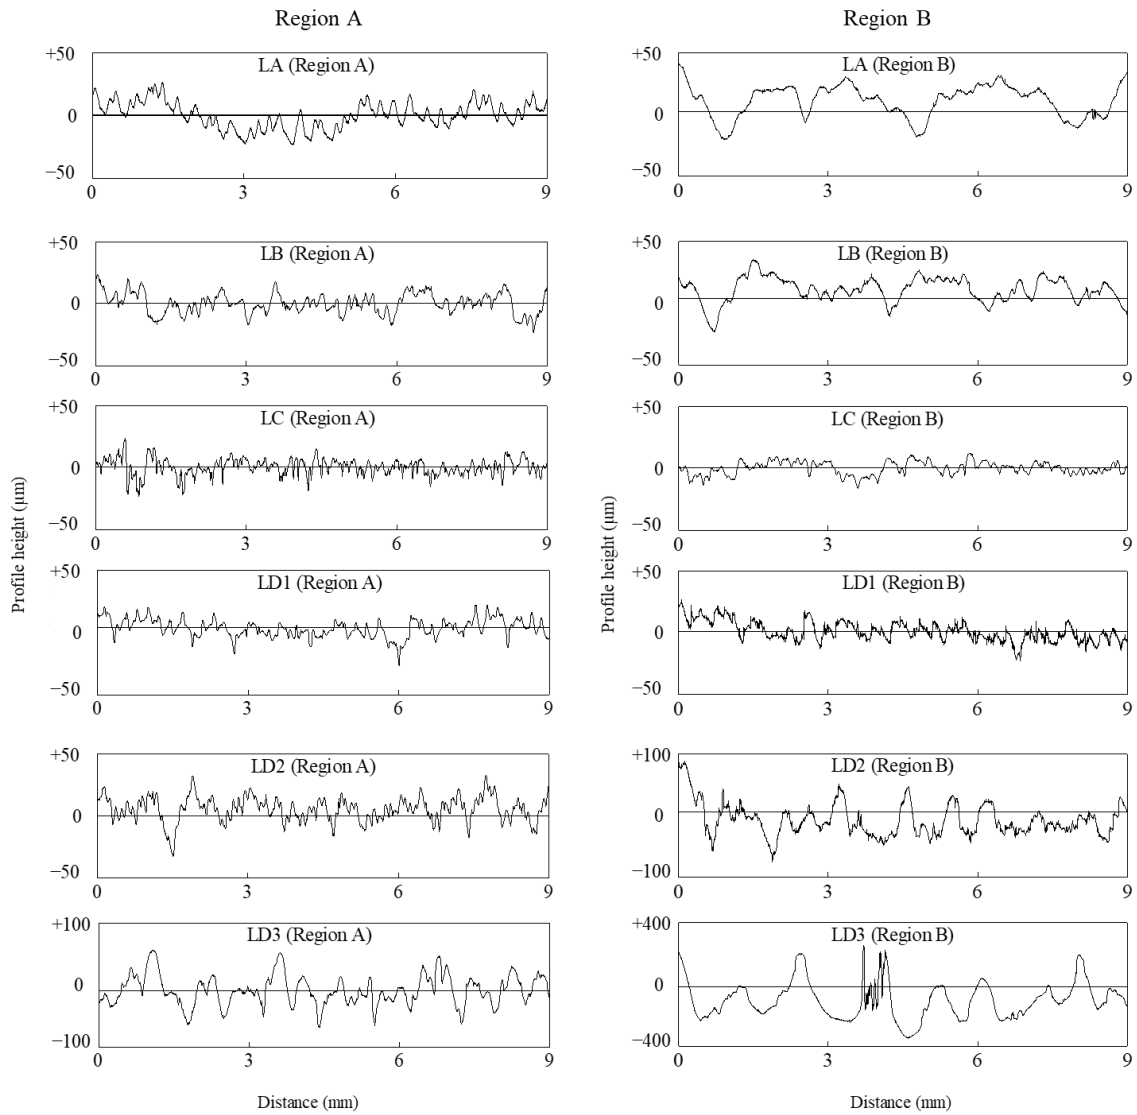 Region A
Region B
+50
LA (Region A)
0
−50
0 3 6 9
+50
LA (Region B)
0
−50
0 3 6 9
+50
LB (Region A)
0
−50
0 3 6 9
+50
LB (Region B)
0
−50
0 3 6 9
+50
LC (Region A)
0
−50
0 3 6 9
+50
LC (Region B)
0
−50
0 3 6 9
+50
LD1 (Region A)
0
−50
0 3 6 9
+50
LD1 (Region B)
0
−50
0 3 6 9
+50
LD2 (Region A)
0
−50
0 3 6 9
+100
LD2 (Region B)
0
−100
0 3 6 9
+100
LD3 (Region A)
0
−100
0 3 6 9
+400
LD3 (Region B)
0
−400
0 3 6 9
Profile height (μm)
Profile height (μm)
Distance (mm)
Distance (mm)